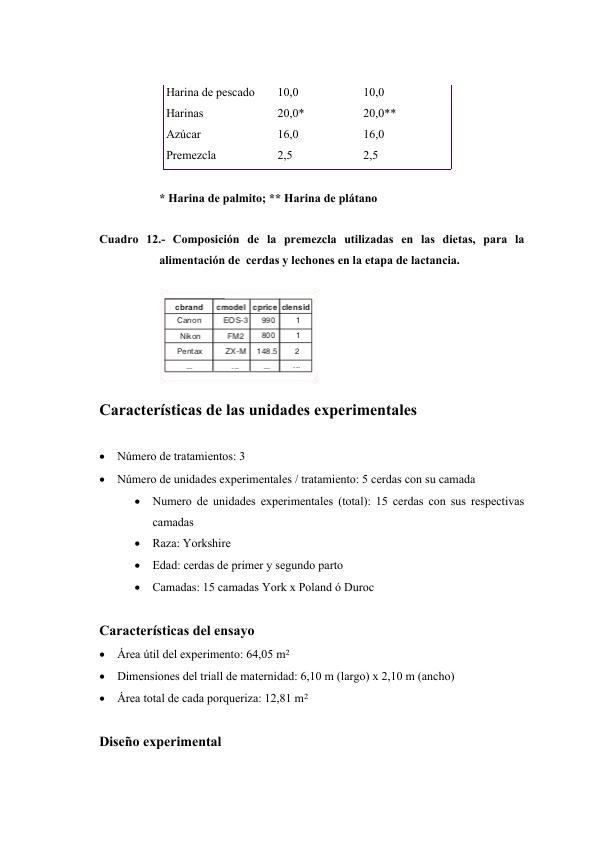 Harina de pescado 10,0 10,0
Harinas 20,0* 20,0**
Azúcar 16,0 16,0
Premezcla 2,5 2,5
* Harina de palmito; ** Harina de plátano
Cuadro 12.- Composición de la premezcla utilizadas en las dietas, para la
alimentación de cerdas y lechones en la etapa de lactancia.
cbrand cmodel cprice clensid
Canon EOS-3 990 1
Nikon FM2 800 1
Pentax ZX-M 148.5 2
... ... ... ...
Características de las unidades experimentales
• Número de tratamientos: 3
• Número de unidades experimentales / tratamiento: 5 cerdas con su camada
• Numero de unidades experimentales (total): 15 cerdas con sus respectivas
camadas
• Raza: Yorkshire
• Edad: cerdas de primer y segundo parto
• Camadas: 15 camadas York x Poland ó Duroc
Características del ensayo
• Área útil del experimento: 64,05 m²
• Dimensiones del triall de maternidad: 6,10 m (largo) x 2,10 m (ancho)
• Área total de cada porqueriza: 12,81 m²
Diseño experimental